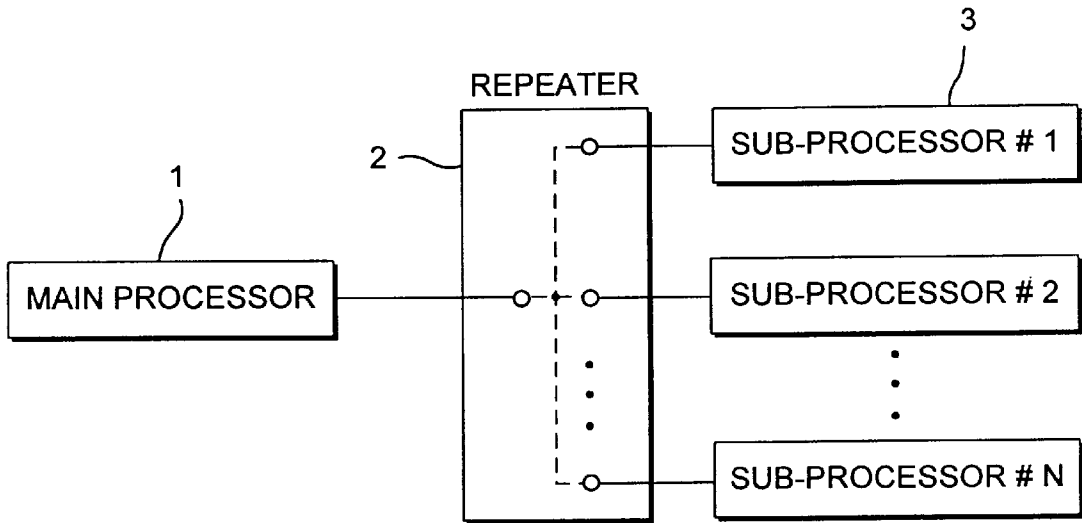 3
REPEATER
2
SUB-PROCESSOR # 1
1
MAIN PROCESSOR
SUB-PROCESSOR # 2
SUB-PROCESSOR # N